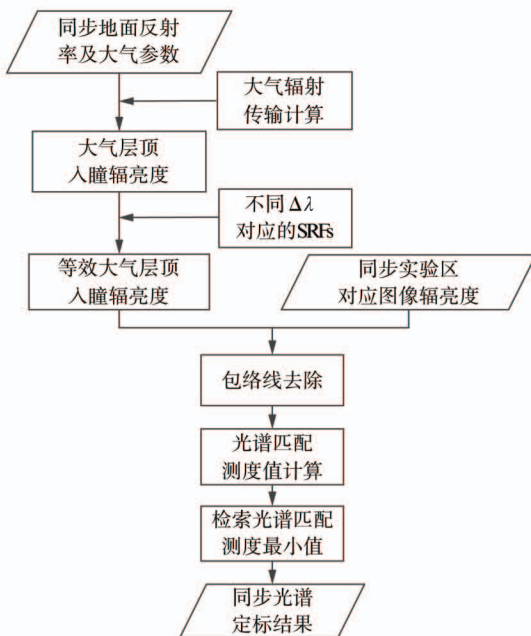 同步地面反射
率及大气参数
大气辐射
传输计算
大气层顶
入瞳辐亮度
不同Δλ
对应的SRFs
等效大气层顶
入瞳辐亮度
同步实验区
对应图像辐亮度
包络线去除
光谱匹配
测度值计算
检索光谱匹配
测度最小值
同步光谱
定标结果